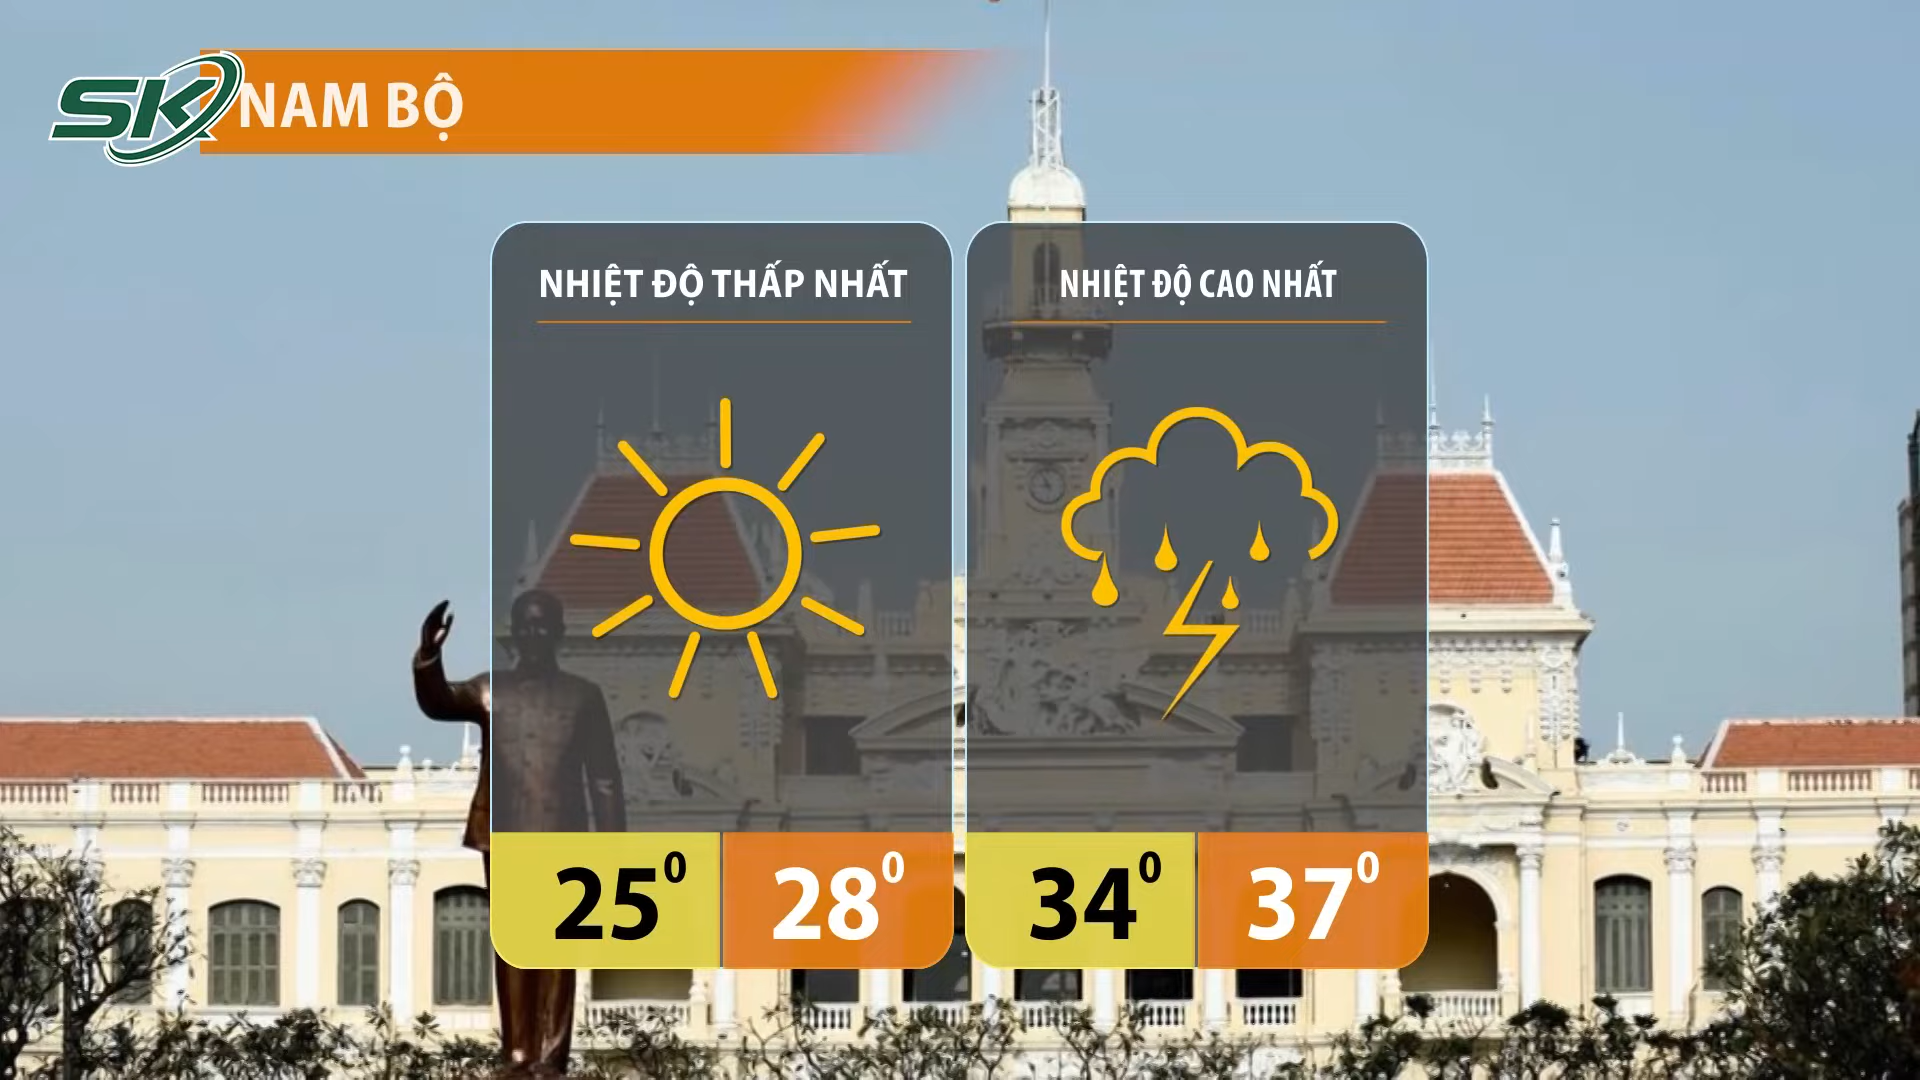 SK
NAM BỘ
NHIỆT ĐỘ THẤP NHẤT
NHIỆT ĐỘ CAO NHẤT
25⁰ 28⁰
34⁰ 37⁰